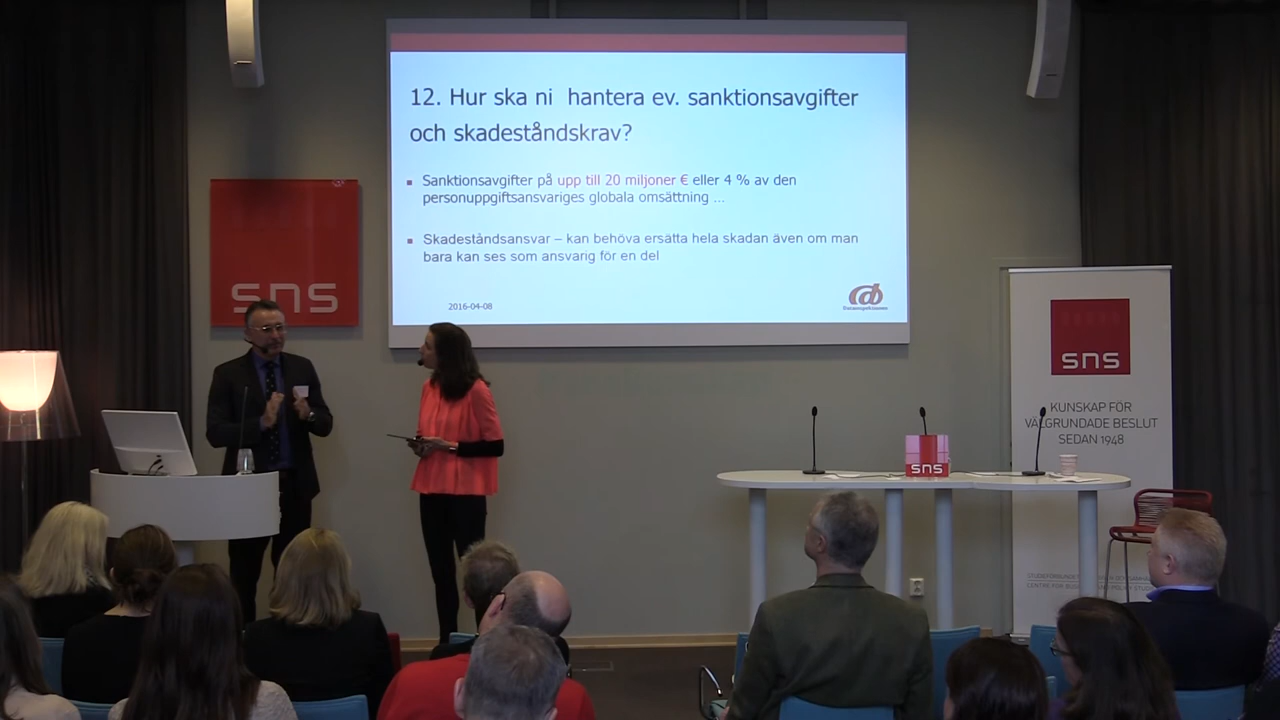 12. Hur ska ni hantera ev. sanktionsavgifter
och skadeståndskrav?
Sanktionsavgifter på upp till 20 miljoner € eller 4 % av den
personuppgiftsansvariges globala omsättning ...
Skadeståndsansvar – kan behöva ersätta hela skadan även om man
bara kan ses som ansvarig för en del
2016-04-08
Datainspektionen
sns
sns
sns
KUNSKAP FÖR
VÄLGRUNDADE BESLUT
SEDAN 1948